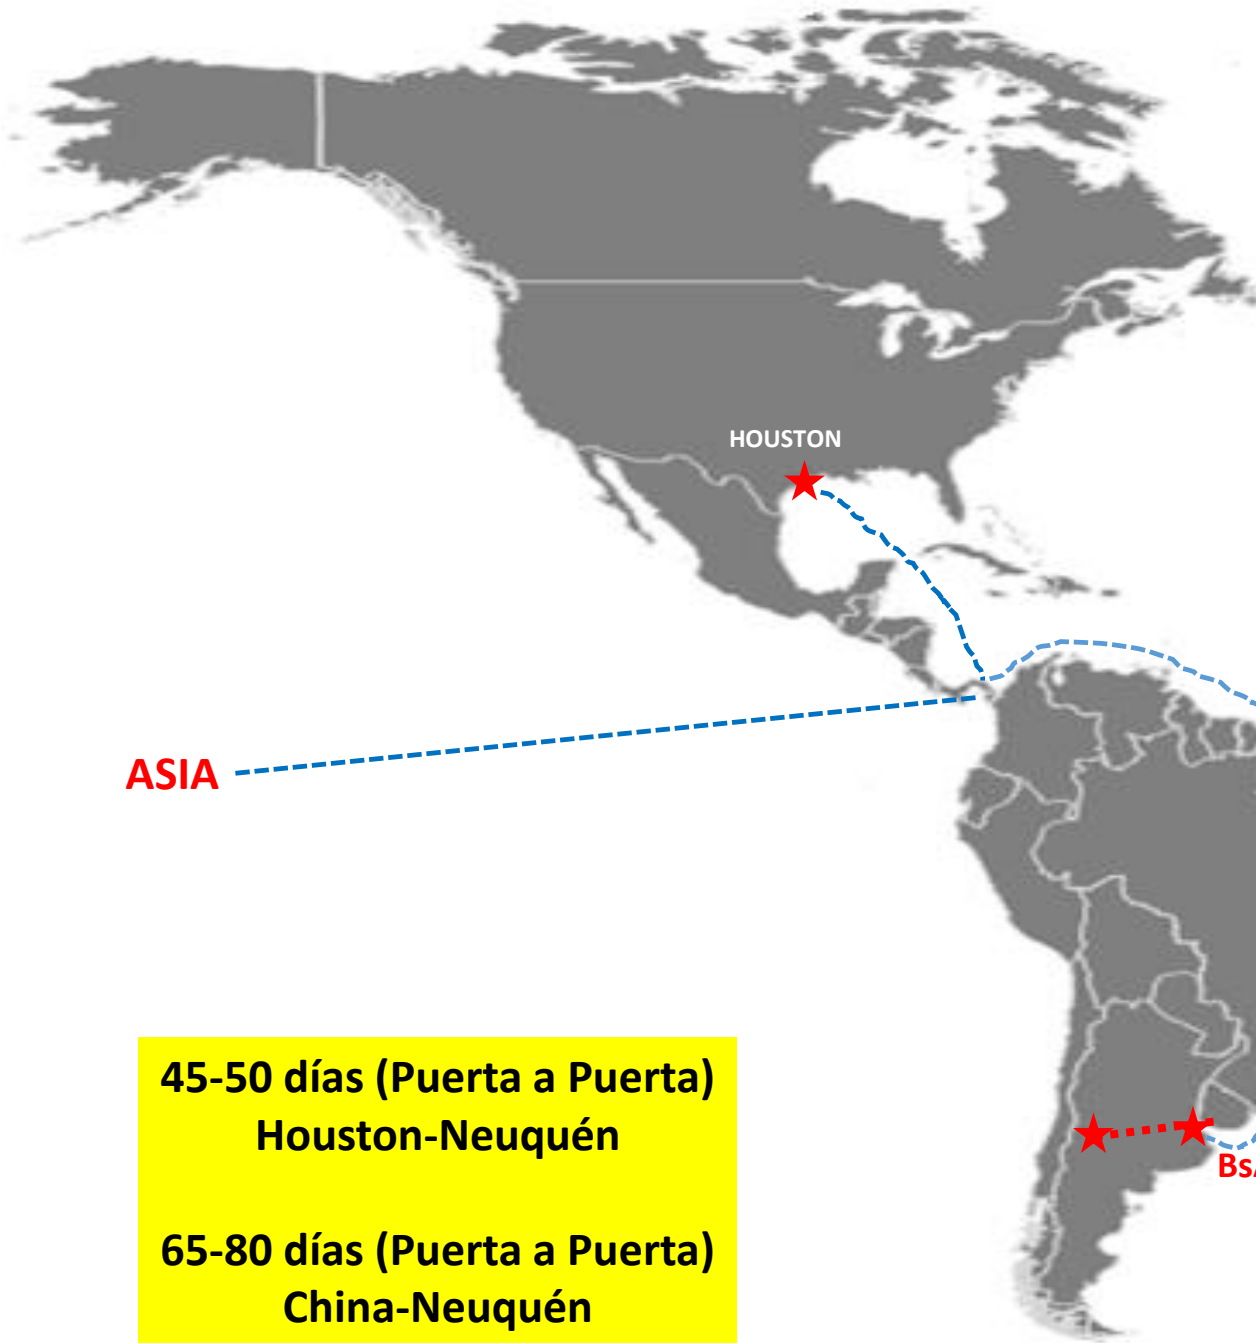 HOUSTON
ASIA
45-50 días (Puerta a Puerta)
Houston-Neuquén
65-80 días (Puerta a Puerta)
China-Neuquén